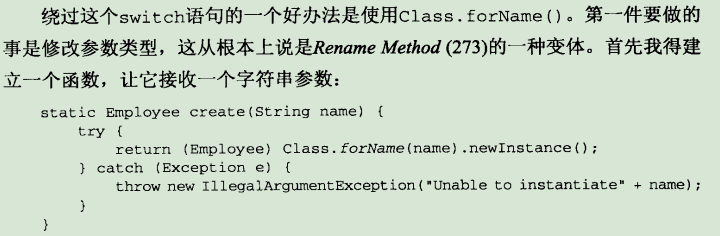 绕过这个switch语句的一个好办法是使用Class.forName()。第一件要做的
事是修改参数类型，这从根本上说是Rename Method (273)的一种变体。首先我得建
立一个函数，让它接收一个字符串参数：
static Employee create(String name) {
    try {
        return (Employee) Class.forName(name).newInstance();
    } catch (Exception e) {
        throw new IllegalArgumentException("Unable to instantiate" + name);
    }
}